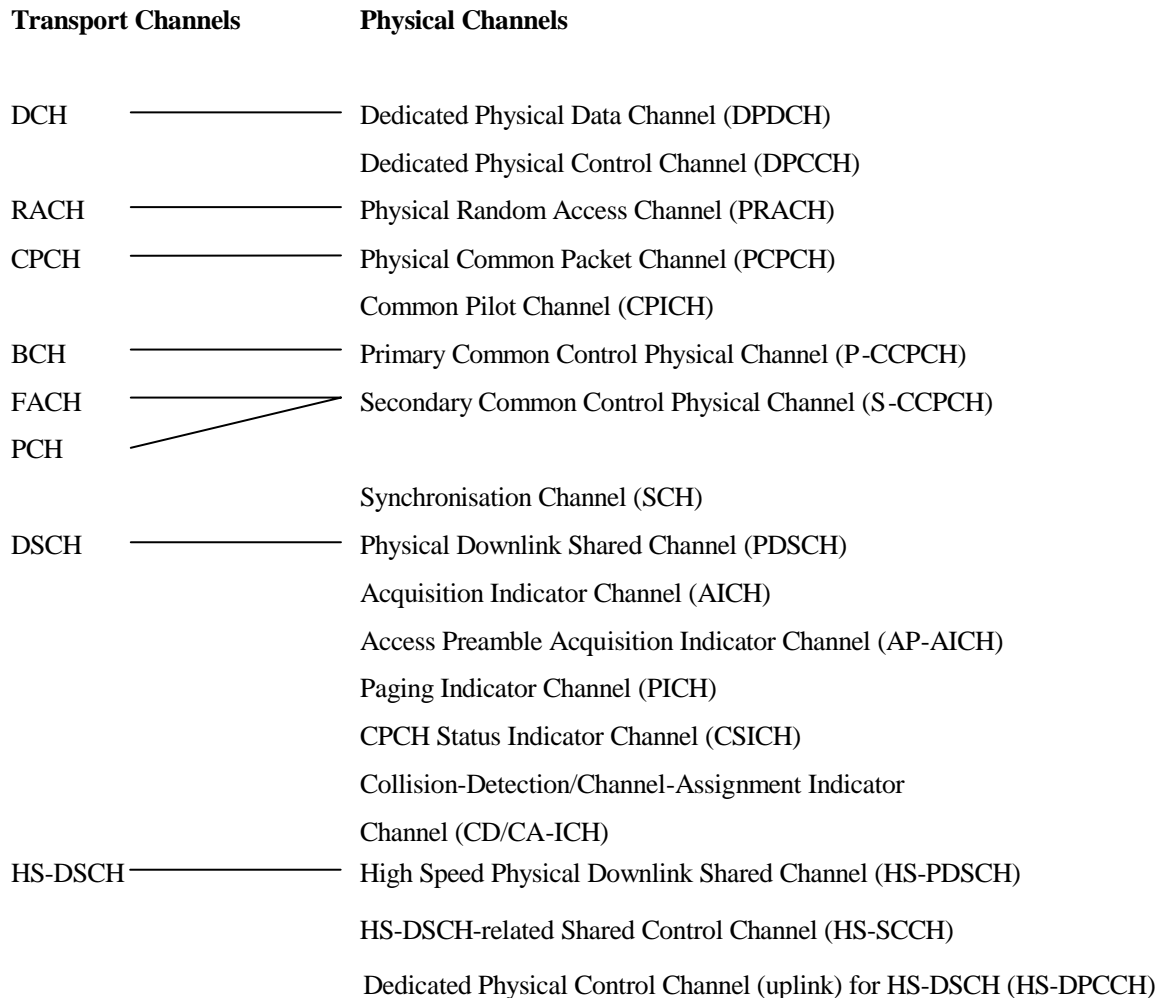 Transport Channels Physical Channels
DCH Dedicated Physical Data Channel (DPDCH)
Dedicated Physical Control Channel (DPCCH)
RACH Physical Random Access Channel (PRACH)
CPCH Physical Common Packet Channel (PCPCH)
Common Pilot Channel (CPICH)
BCH Primary Common Control Physical Channel (P-CCPCH)
FACH Secondary Common Control Physical Channel (S-CCPCH)
PCH
Synchronisation Channel (SCH)
DSCH Physical Downlink Shared Channel (PDSCH)
Acquisition Indicator Channel (AICH)
Access Preamble Acquisition Indicator Channel (AP-AICH)
Paging Indicator Channel (PICH)
CPCH Status Indicator Channel (CSICH)
Collision-Detection/Channel-Assignment Indicator
Channel (CD/CA-ICH)
HS-DSCH High Speed Physical Downlink Shared Channel (HS-PDSCH)
HS-DSCH-related Shared Control Channel (HS-SCCH)
Dedicated Physical Control Channel (uplink) for HS-DSCH (HS-DPCCH)